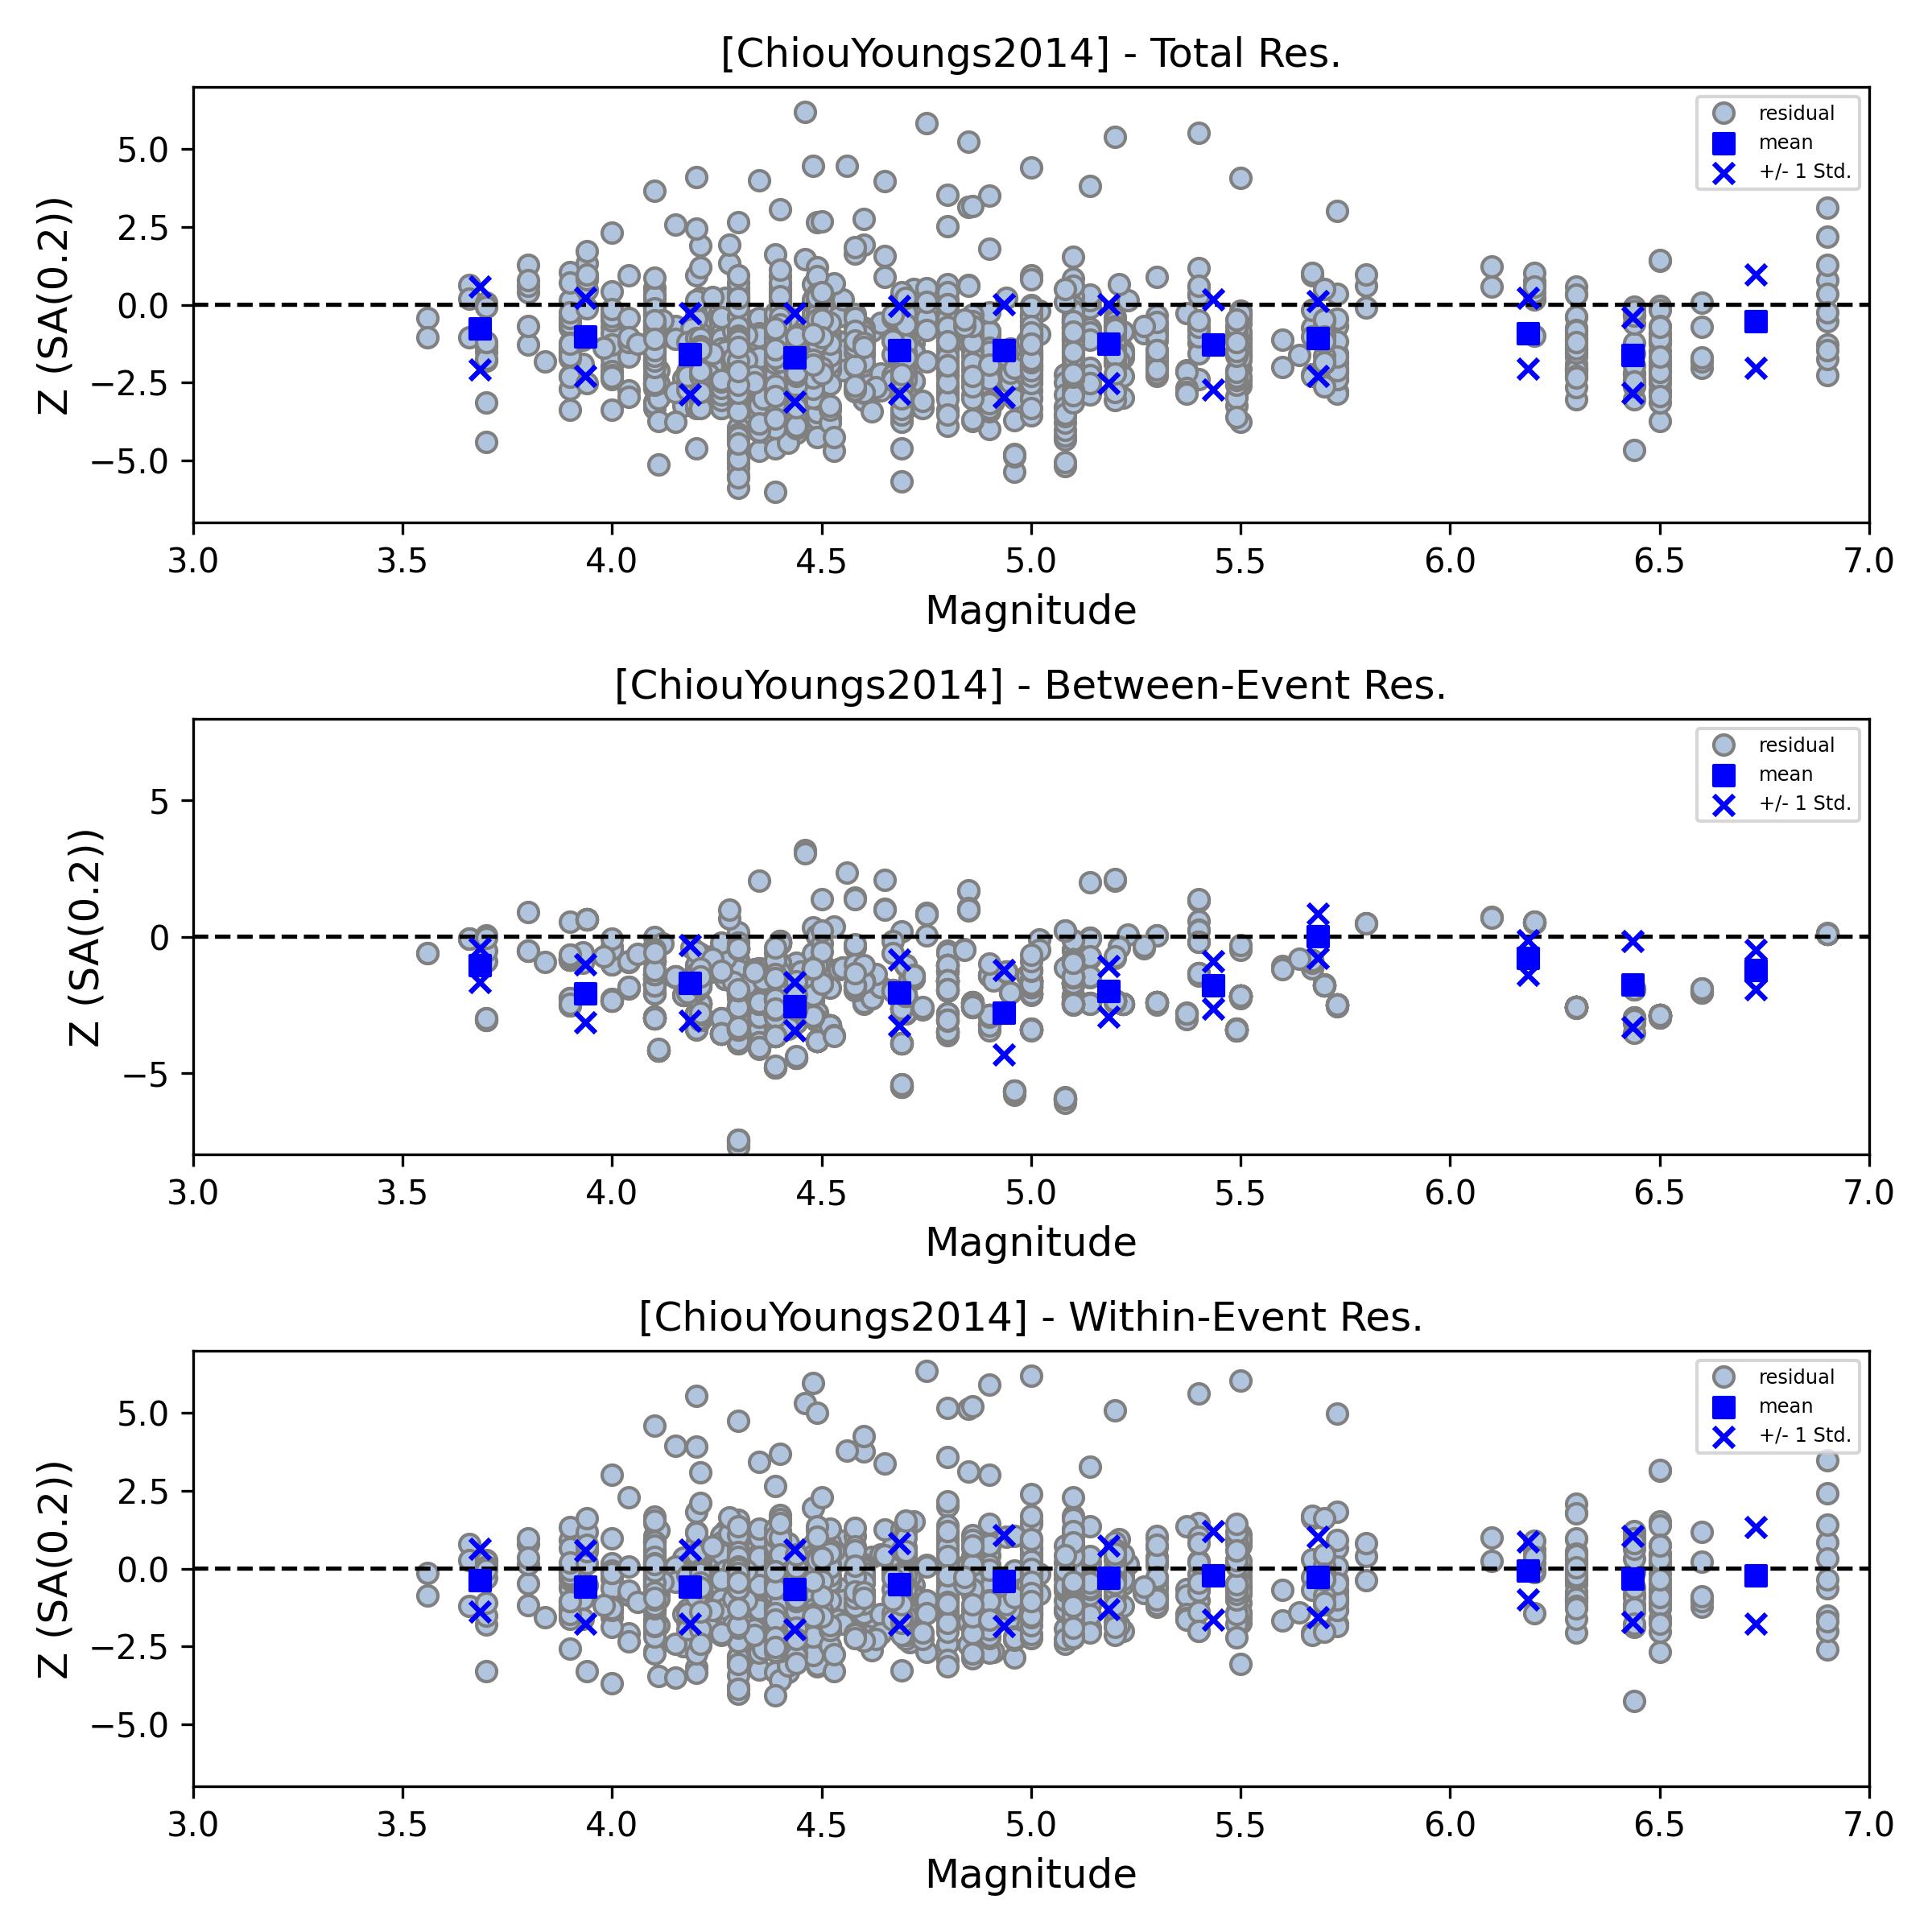 [ChiouYoungs2014] - Total Res.
Z (SA(0.2))
5.0
2.5
0.0
−2.5
−5.0
residual
mean
+/- 1 Std.
3.0 3.5 4.0 4.5 5.0 5.5 6.0 6.5 7.0
Magnitude
[ChiouYoungs2014] - Between-Event Res.
Z (SA(0.2))
5
0
−5
residual
mean
+/- 1 Std.
3.0 3.5 4.0 4.5 5.0 5.5 6.0 6.5 7.0
Magnitude
[ChiouYoungs2014] - Within-Event Res.
Z (SA(0.2))
5.0
2.5
0.0
−2.5
−5.0
residual
mean
+/- 1 Std.
3.0 3.5 4.0 4.5 5.0 5.5 6.0 6.5 7.0
Magnitude